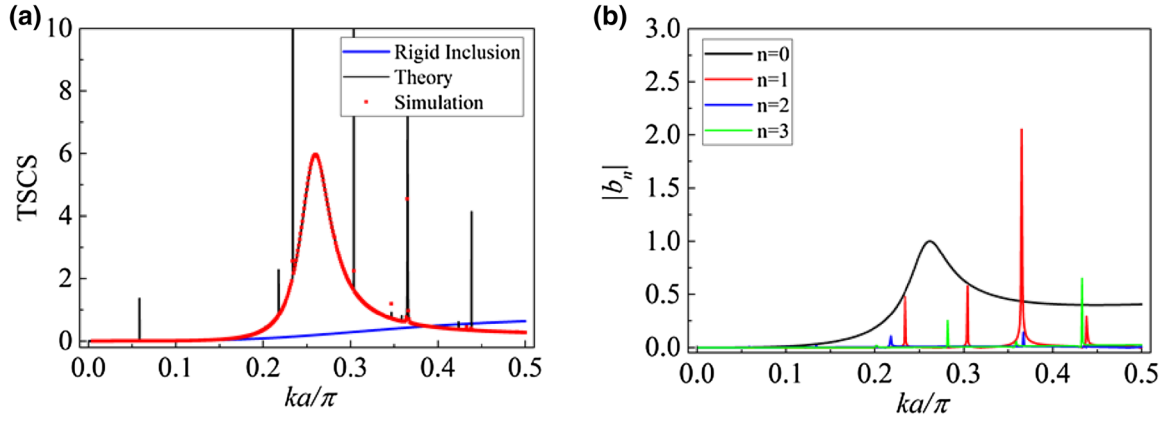 (a)
10
8
6
4
2
0
TSCS
Rigid Inclusion
Theory
Simulation
0.0 0.1 0.2 0.3 0.4 0.5
ka/π
(b)
3.0
2.5
2.0
1.5
1.0
0.5
0.0
|bn|
n=0
n=1
n=2
n=3
0.0 0.1 0.2 0.3 0.4 0.5
ka/π